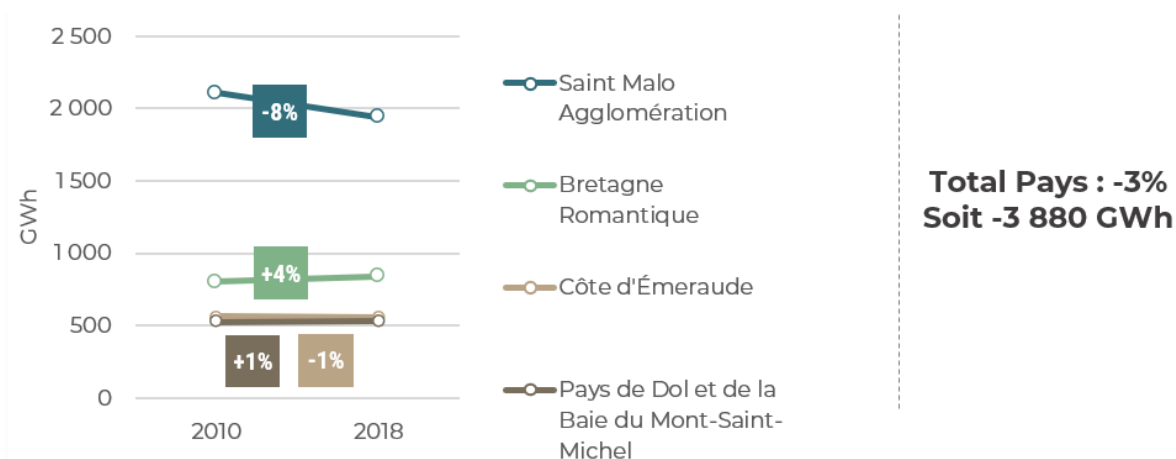 2 500
2 000
1 500
1 000
500
0
GWh
2010
2018
-8%
+4%
+1%
-1%
Saint Malo
Agglomération
Bretagne
Romantique
Côte d'Émeraude
Pays de Dol et de la
Baie du Mont-Saint-
Michel
Total Pays : -3%
Soit -3 880 GWh